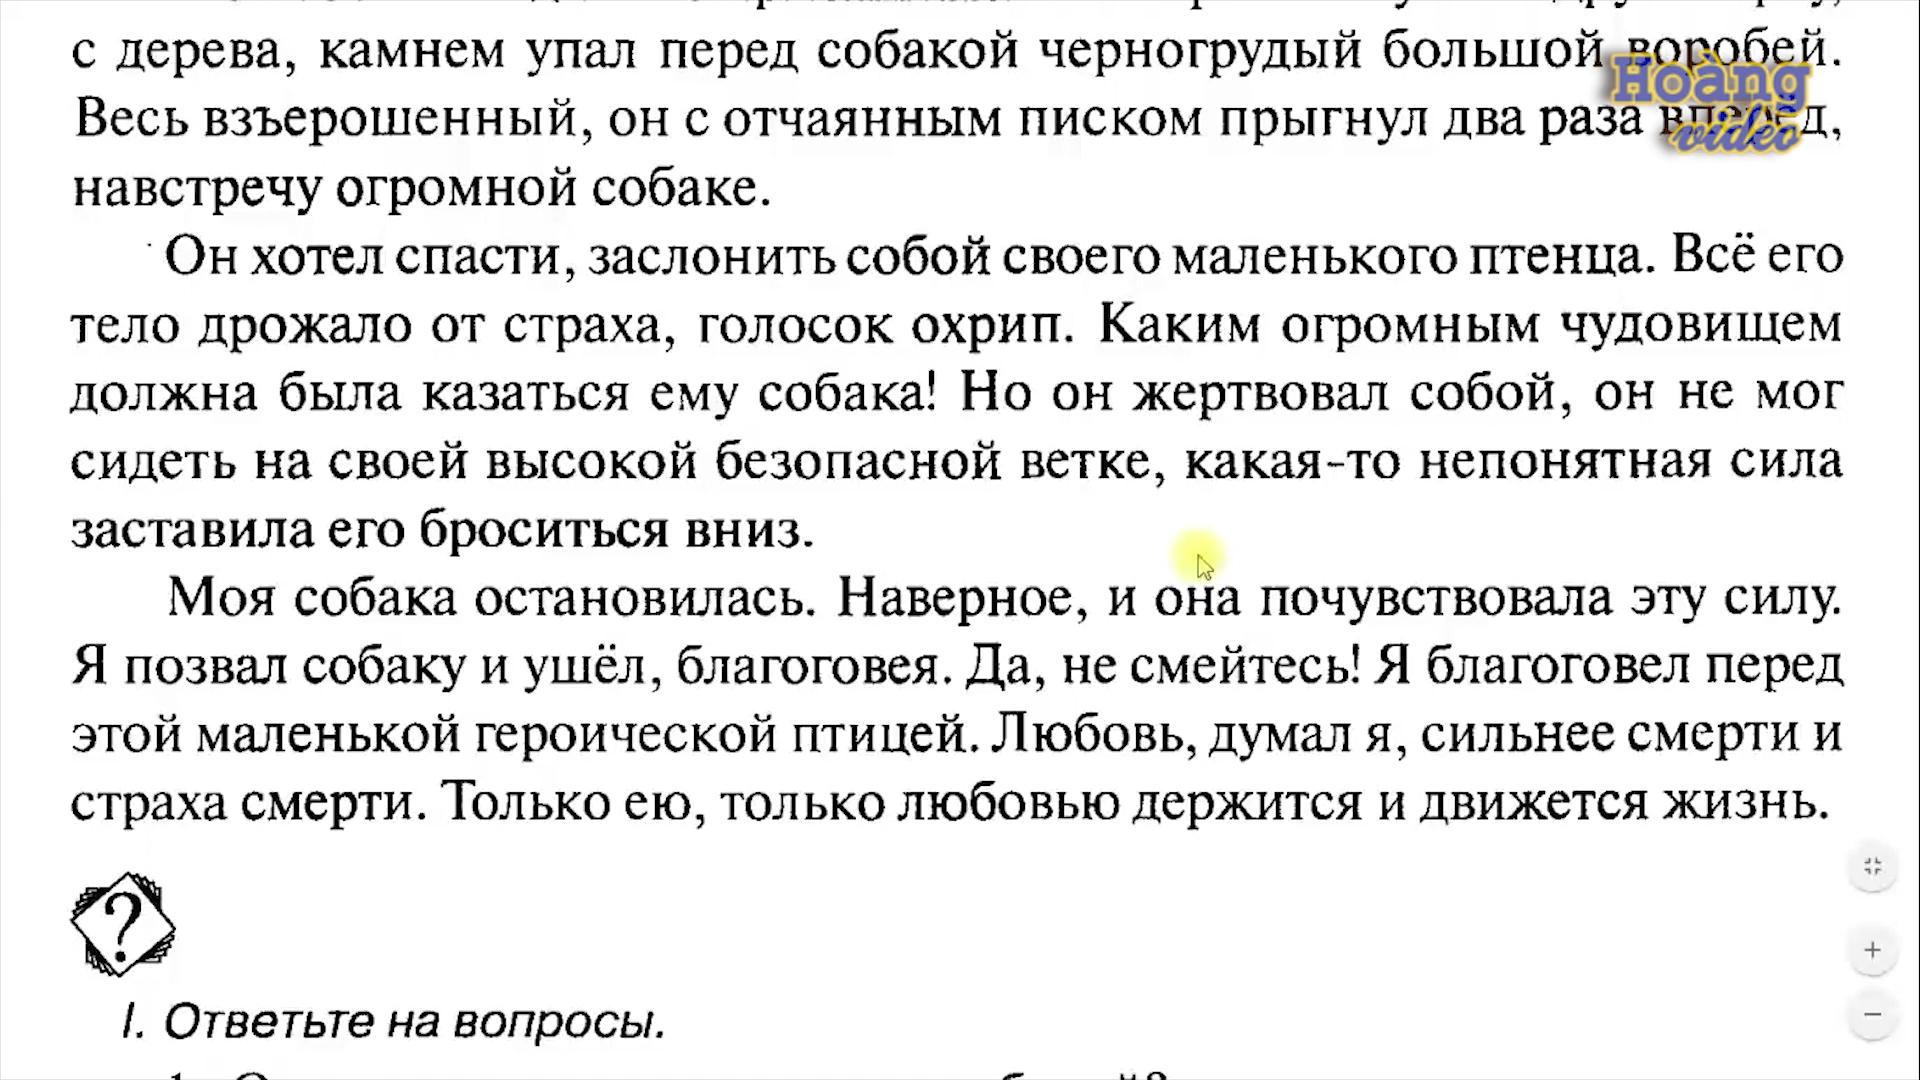 с дерева, камнем упал перед собакой черногрудый большой воробей.
Hoàng
video
Весь взъерошенный, он с отчаянным писком прыгнул два раза вперёд,
навстречу огромной собаке.
Он хотел спасти, заслонить собой своего маленького птенца. Всё его
тело дрожало от страха, голосок охрип. Каким огромным чудовищем
должна была казаться ему собака! Но он жертвовал собой, он не мог
сидеть на своей высокой безопасной ветке, какая-то непонятная сила
заставила его броситься вниз.
Моя собака остановилась. Наверное, и она почувствовала эту силу.
Я позвал собаку и ушёл, благоговея. Да, не смейтесь! Я благоговел перед
этой маленькой героической птицей. Любовь, думал я, сильнее смерти и
страха смерти. Только ею, только любовью держится и движется жизнь.
?
I. Ответьте на вопросы.